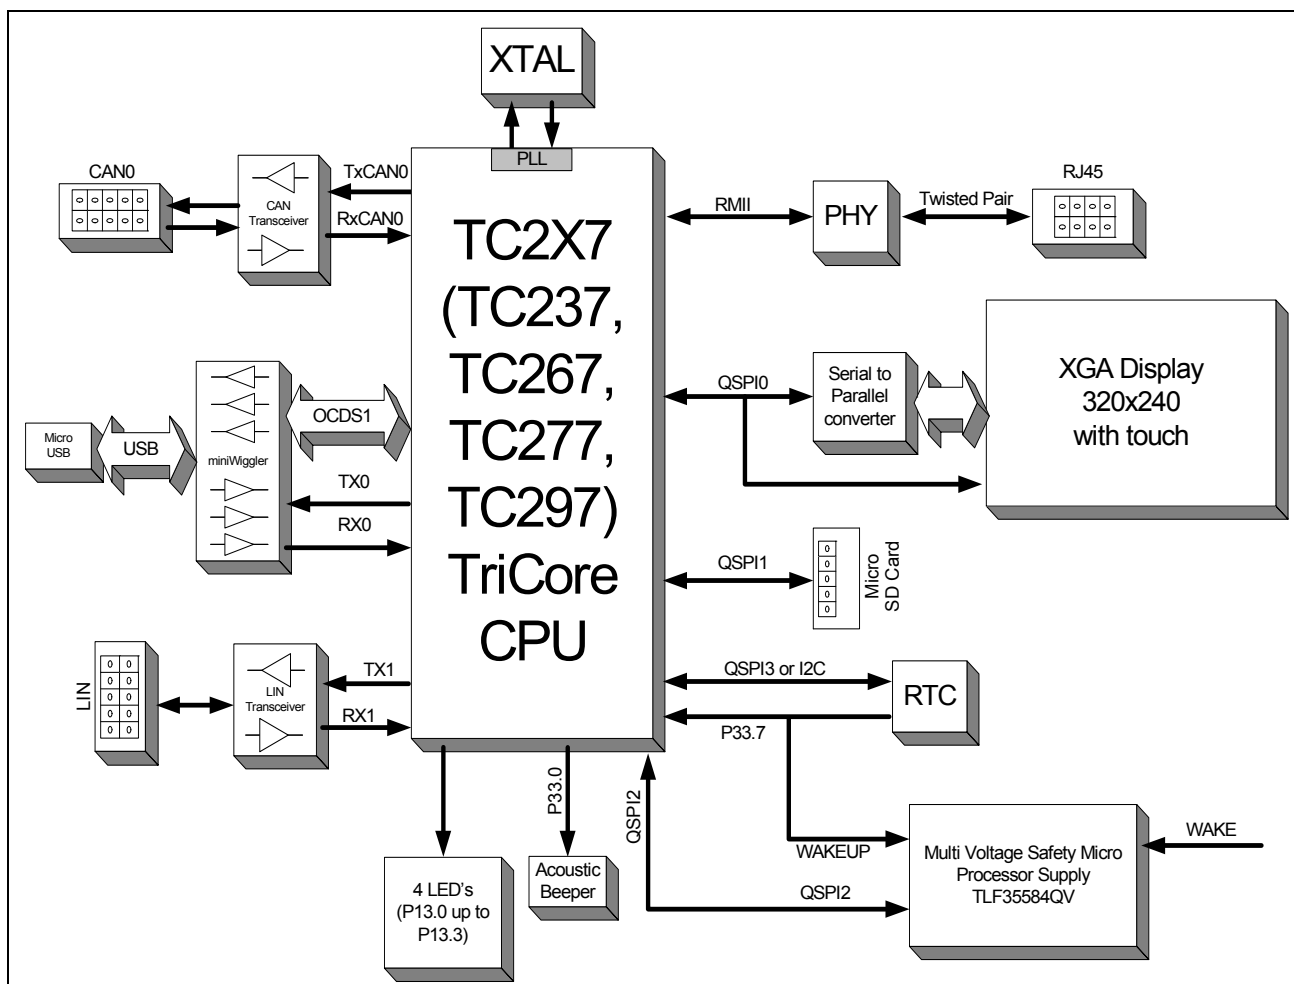 XTAL
PLL
CAN0
CAN
Transceiver
TxCAN0
RxCAN0
TC2X7
(TC237,
TC267,
TC277,
TC297)
TriCore
CPU
RMII
PHY
Twisted Pair
RJ45
QSPI0
Serial to
Parallel
converter
XGA Display
320x240
with touch
Micro
USB
USB
miniWiggler
OCDS1
TX0
RX0
QSPI1
Micro
SD Card
LIN
LIN
Transceiver
TX1
RX1
QSPI3 or I2C
RTC
P33.7
P33.0
QSPI2
WAKEUP
QSPI2
WAKE
Multi Voltage Safety Micro
Processor Supply
TLF35584QV
4 LED's
(P13.0 up to
P13.3)
Acoustic
Beeper